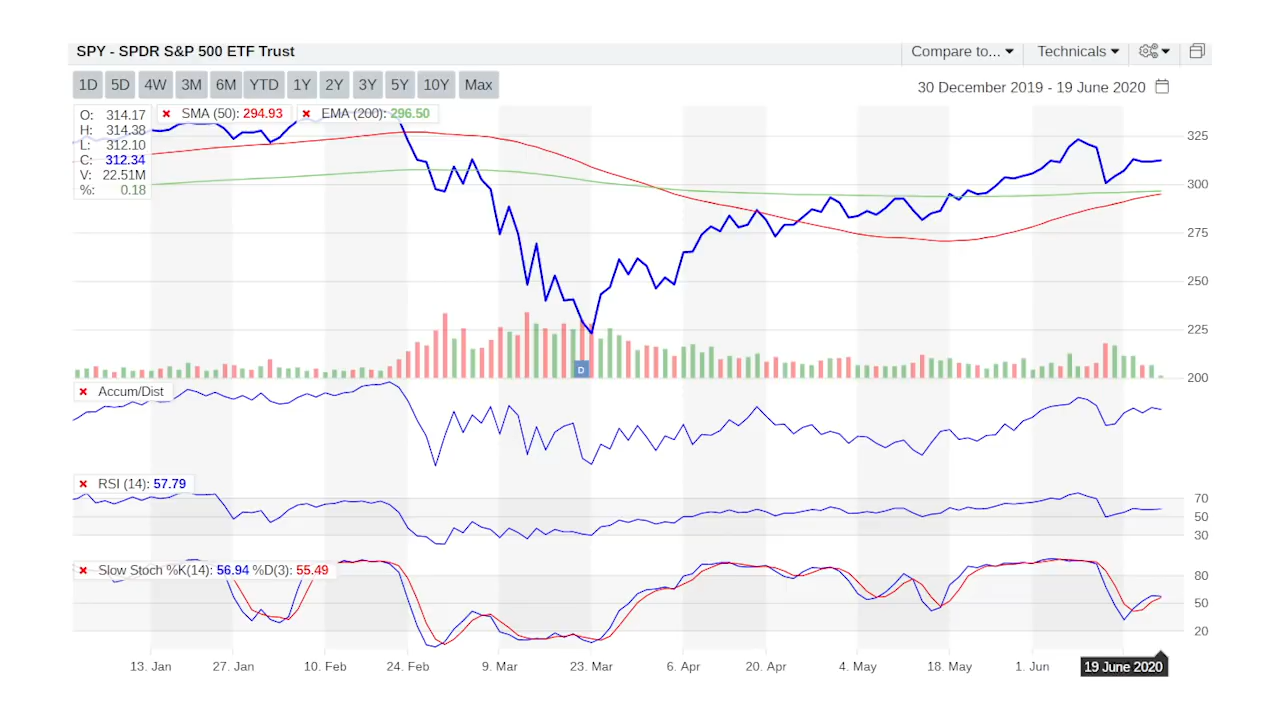 SPY - SPDR S&P 500 ETF Trust
Compare to...
Technicals
1D 5D 4W 3M 6M YTD 1Y 2Y 3Y 5Y 10Y Max
30 December 2019 - 19 June 2020
O: 314.17
H: 314.38
L: 312.10
C: 312.34
V: 22.51M
%: 0.18
SMA (50): 294.93
EMA (200): 296.50
325
300
275
250
225
200
D
Accum/Dist
RSI (14): 57.79
70
50
30
Slow Stoch %K(14): 56.94 %D(3): 55.49
80
50
20
13. Jan 27. Jan 10. Feb 24. Feb 9. Mar 23. Mar 6. Apr 20. Apr 4. May 18. May 1. Jun 19 June 2020